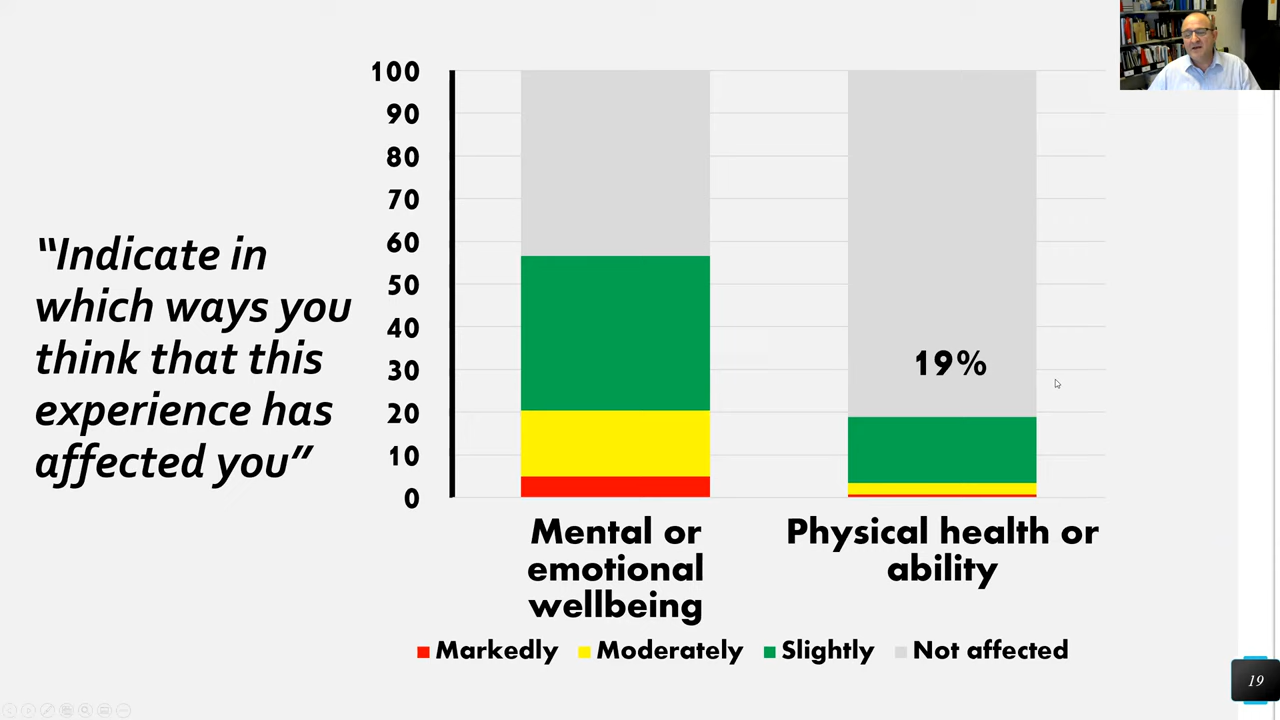 “Indicate in
which ways you
think that this
experience has
affected you”
100
90
80
70
60
50
40
30
20
10
0
19%
Mental or
emotional
wellbeing
Physical health or
ability
Markedly Moderately Slightly Not affected
19